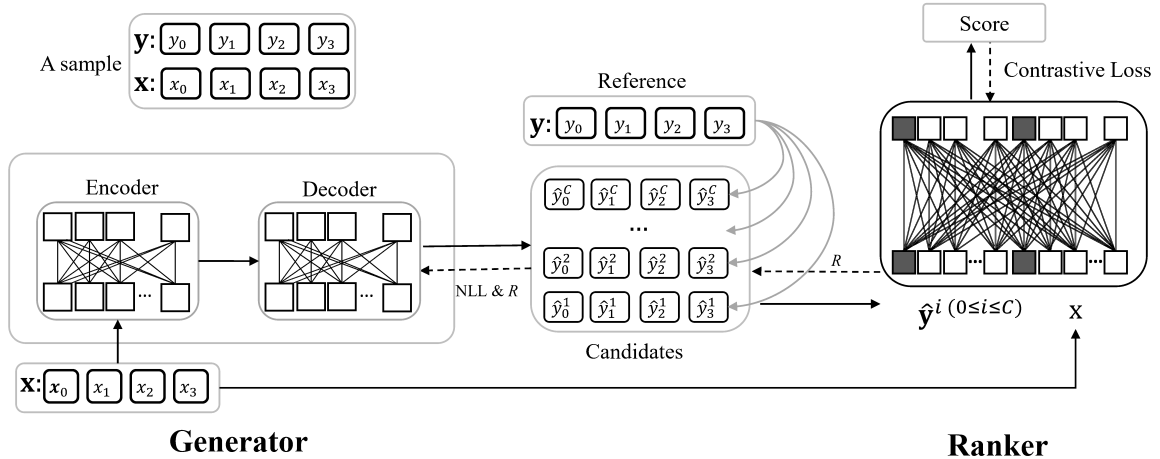 A sample
y: y₀ y₁ y₂ y₃
x: x₀ x₁ x₂ x₃
Score
Contrastive Loss
Reference
y: y₀ y₁ y₂ y₃
Encoder
Decoder
...
...
ŷ₀ᶜ ŷ₁ᶜ ŷ₂ᶜ ŷ₃ᶜ
...
ŷ₀² ŷ₁² ŷ₂² ŷ₃²
ŷ₀¹ ŷ₁¹ ŷ₂¹ ŷ₃¹
Candidates
NLL & R
R
... ...
ŷⁱ (0≤i≤C)
x
x: x₀ x₁ x₂ x₃
Generator
Ranker